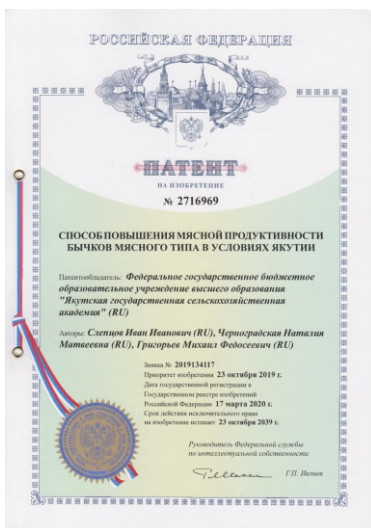 РОССИЙСКАЯ ФЕДЕРАЦИЯ
ПАТЕНТ
НА ИЗОБРЕТЕНИЕ
№ 2716969
СПОСОБ ПОВЫШЕНИЯ МЯСНОЙ ПРОДУКТИВНОСТИ
БЫЧКОВ МЯСНОГО ТИПА В УСЛОВИЯХ ЯКУТИИ
Патентообладатель: Федеральное государственное бюджетное
образовательное учреждение высшего образования
"Якутская государственная сельскохозяйственная
академия" (RU)
Авторы: Слепцов Иван Иванович (RU), Черноградская Наталия
Матвеевна (RU), Григорьев Михаил Федосеевич (RU)
Заявка № 2019134117
Приоритет изобретения 23 октября 2019 г.
Дата государственной регистрации в
Государственном реестре изобретений
Российской Федерации 17 марта 2020 г.
Срок действия исключительного права
на изобретение истекает 23 октября 2039 г.
Руководитель Федеральной службы
по интеллектуальной собственности
Г.П. Ивлиев